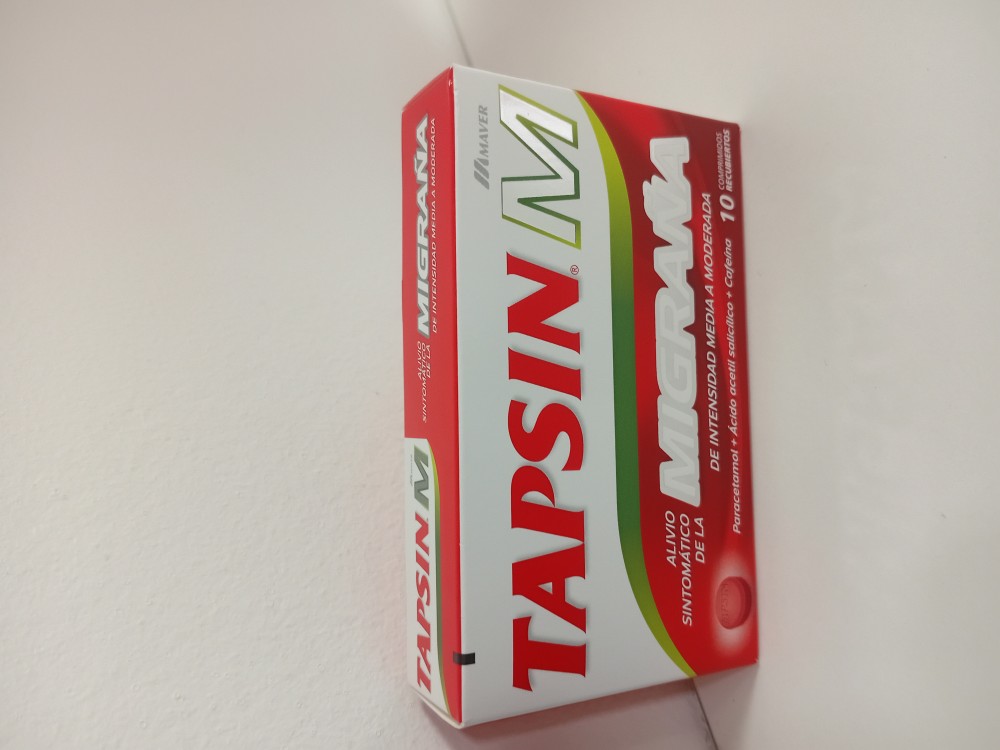 MAVER
TAPSIN® M
ALIVIO
SINTOMÁTICO
DE LA
MIGRAÑA
DE INTENSIDAD MEDIA A MODERADA
Paracetamol + Ácido acetil salicílico + Cafeína
10
COMPRIMIDOS
RECUBIERTOS
TAPSIN M
ALIVIO
SINTOMÁTICO
DE LA
MIGRAÑA
DE INTENSIDAD MEDIA A MODERADA